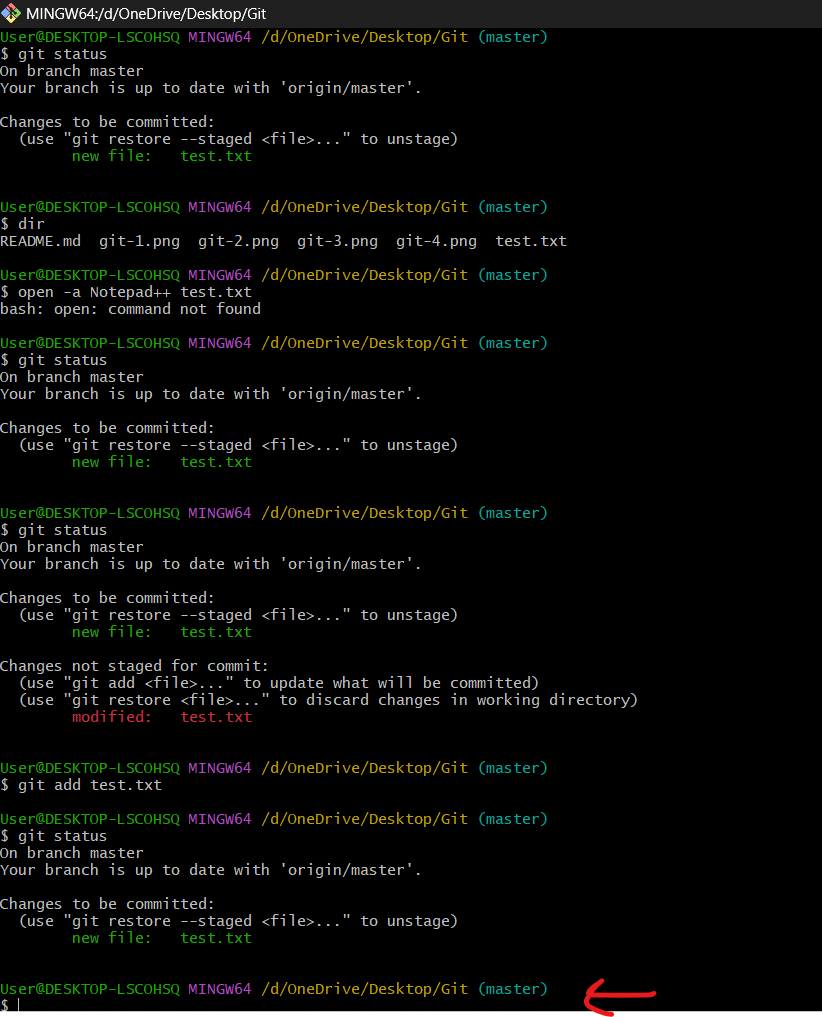 MINGW64:/d/OneDrive/Desktop/Git
User@DESKTOP-LSCOHSQ MINGW64 /d/OneDrive/Desktop/Git (master)
$ git status
On branch master
Your branch is up to date with 'origin/master'.
Changes to be committed:
  (use "git restore --staged <file>..." to unstage)
        new file:   test.txt
User@DESKTOP-LSCOHSQ MINGW64 /d/OneDrive/Desktop/Git (master)
$ dir
README.md  git-1.png  git-2.png  git-3.png  git-4.png  test.txt
User@DESKTOP-LSCOHSQ MINGW64 /d/OneDrive/Desktop/Git (master)
$ open -a Notepad++ test.txt
bash: open: command not found
User@DESKTOP-LSCOHSQ MINGW64 /d/OneDrive/Desktop/Git (master)
$ git status
On branch master
Your branch is up to date with 'origin/master'.
Changes to be committed:
  (use "git restore --staged <file>..." to unstage)
        new file:   test.txt
User@DESKTOP-LSCOHSQ MINGW64 /d/OneDrive/Desktop/Git (master)
$ git status
On branch master
Your branch is up to date with 'origin/master'.
Changes to be committed:
  (use "git restore --staged <file>..." to unstage)
        new file:   test.txt
Changes not staged for commit:
  (use "git add <file>..." to update what will be committed)
  (use "git restore <file>..." to discard changes in working directory)
        modified:   test.txt
User@DESKTOP-LSCOHSQ MINGW64 /d/OneDrive/Desktop/Git (master)
$ git add test.txt
User@DESKTOP-LSCOHSQ MINGW64 /d/OneDrive/Desktop/Git (master)
$ git status
On branch master
Your branch is up to date with 'origin/master'.
Changes to be committed:
  (use "git restore --staged <file>..." to unstage)
        new file:   test.txt
User@DESKTOP-LSCOHSQ MINGW64 /d/OneDrive/Desktop/Git (master)
$